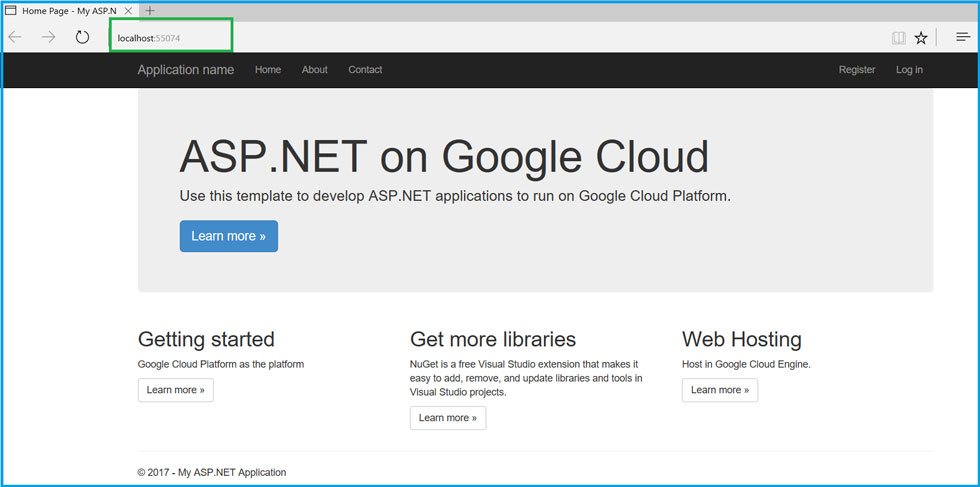 Home Page - My ASP.N
localhost:55074
Application name Home About Contact Register Log in
ASP.NET on Google Cloud
Use this template to develop ASP.NET applications to run on Google Cloud Platform.
Learn more »
Getting started
Google Cloud Platform as the platform
Learn more »
Get more libraries
NuGet is a free Visual Studio extension that makes it
easy to add, remove, and update libraries and tools in
Visual Studio projects.
Learn more »
Web Hosting
Host in Google Cloud Engine.
Learn more »
© 2017 - My ASP.NET Application